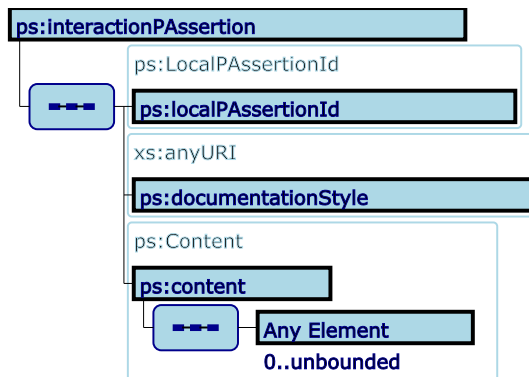 ps:interactionPAssertion
ps:LocalPAssertionId
ps:localPAssertionId
xs:anyURI
ps:documentationStyle
ps:Content
ps:content
Any Element
0..unbounded